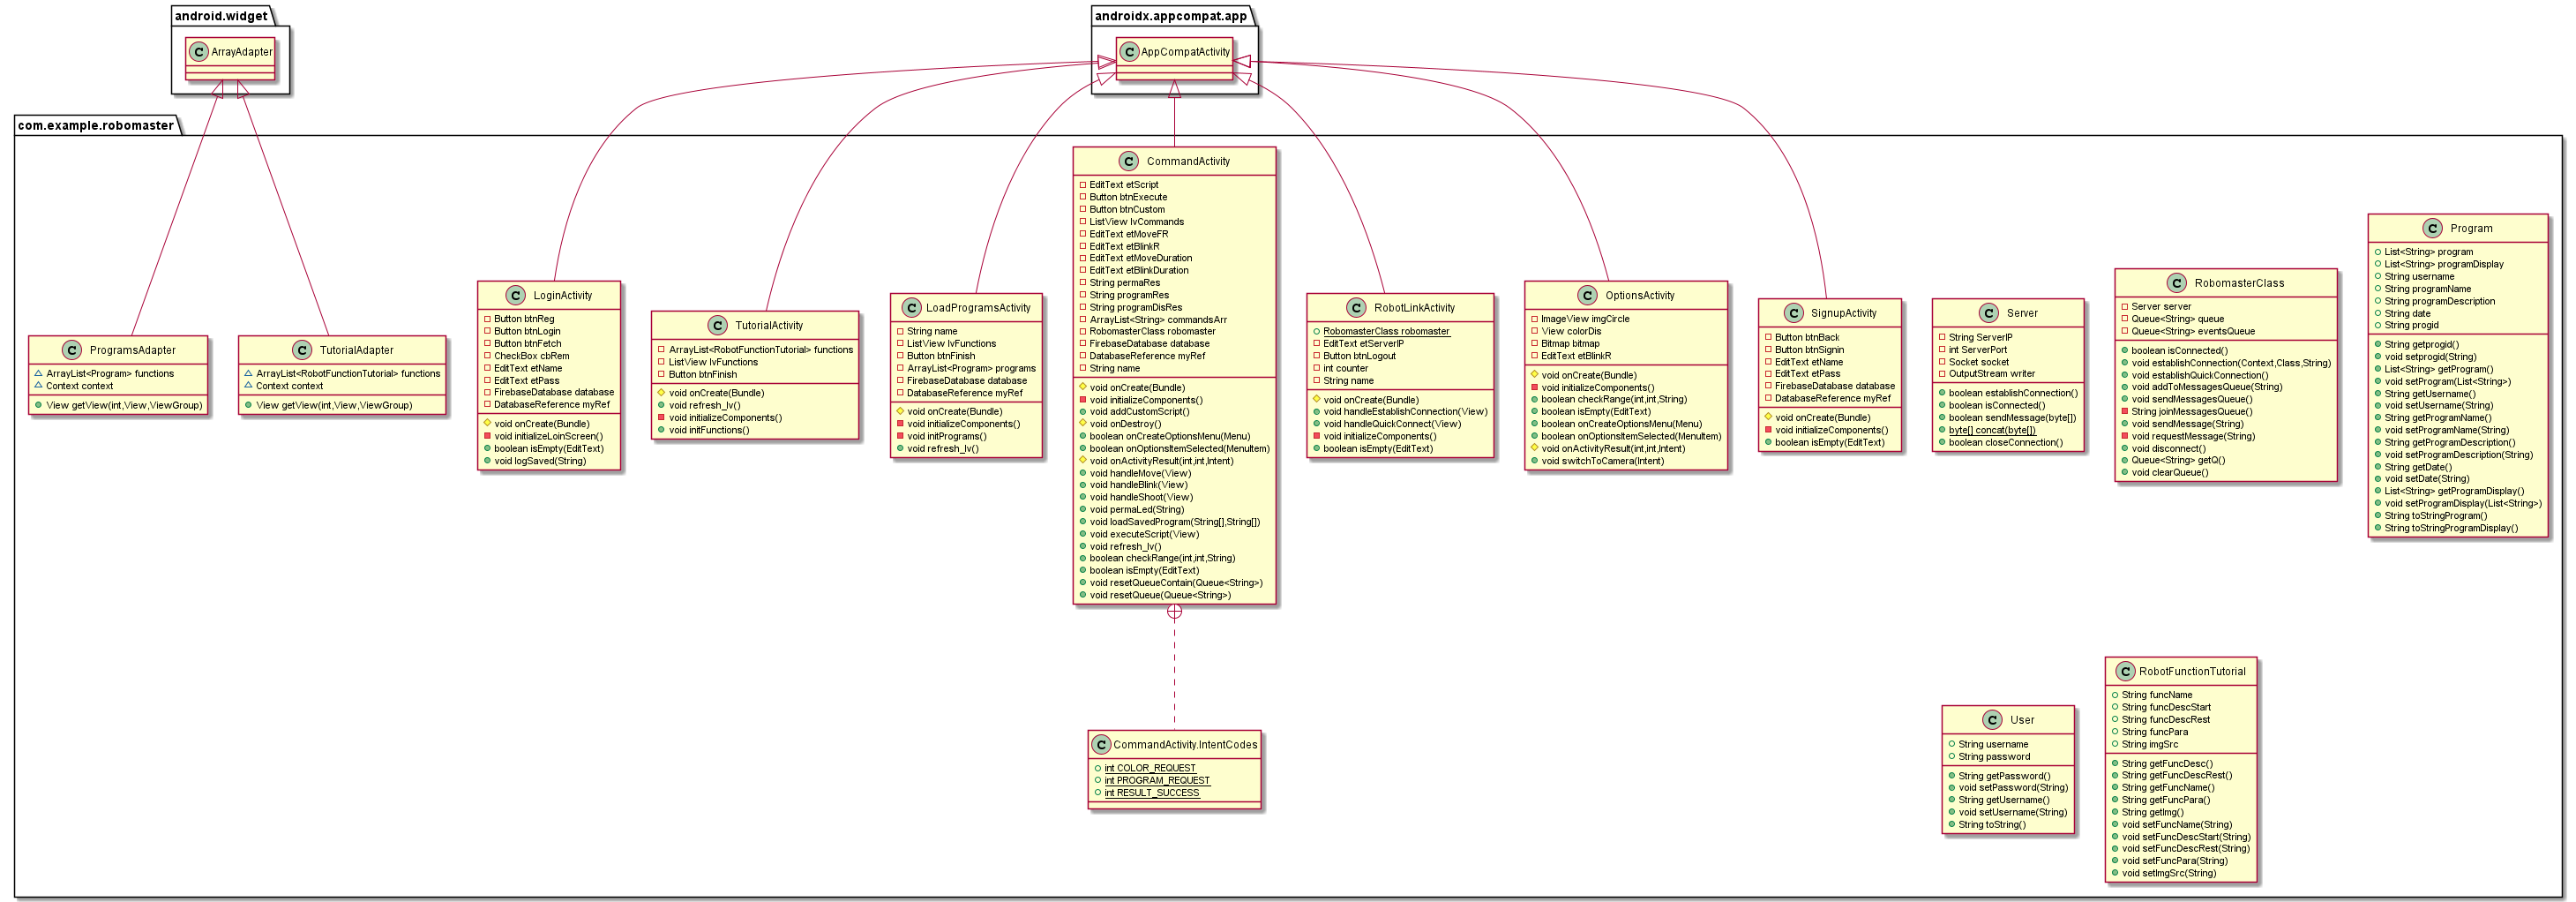 android.widget
ArrayAdapter
androidx.appcompat.app
AppCompatActivity
com.example.robomaster
ProgramsAdapter
ArrayList<Program> functions
Context context
View getView(int,View,ViewGroup)
TutorialAdapter
ArrayList<RobotFunctionTutorial> functions
Context context
View getView(int,View,ViewGroup)
LoginActivity
Button btnReg
Button btnLogin
Button btnFetch
CheckBox cbRem
EditText etName
EditText etPass
FirebaseDatabase database
DatabaseReference myRef
void onCreate(Bundle)
void initializeLoinScreen()
boolean isEmpty(EditText)
void logSaved(String)
TutorialActivity
ArrayList<RobotFunctionTutorial> functions
ListView lvFunctions
Button btnFinish
void onCreate(Bundle)
void refresh_lv()
void initializeComponents()
void initFunctions()
LoadProgramsActivity
String name
ListView lvFunctions
Button btnFinish
ArrayList<Program> programs
FirebaseDatabase database
DatabaseReference myRef
void onCreate(Bundle)
void initializeComponents()
void initPrograms()
void refresh_lv()
CommandActivity
EditText etScript
Button btnExecute
Button btnCustom
ListView lvCommands
EditText etMoveFR
EditText etBlinkR
EditText etMoveDuration
EditText etBlinkDuration
String permaRes
String programRes
String programDisRes
ArrayList<String> commandsArr
RobomasterClass robomaster
FirebaseDatabase database
DatabaseReference myRef
String name
void onCreate(Bundle)
void initializeComponents()
void addCustomScript()
void onDestroy()
boolean onCreateOptionsMenu(Menu)
boolean onOptionsItemSelected(MenuItem)
void onActivityResult(int,int,Intent)
void handleMove(View)
void handleBlink(View)
void handleShoot(View)
void permaLed(String)
void loadSavedProgram(String[],String[])
void executeScript(View)
void refresh_lv()
boolean checkRange(int,int,String)
boolean isEmpty(EditText)
void resetQueueContain(Queue<String>)
void resetQueue(Queue<String>)
RobotLinkActivity
RobomasterClass robomaster
EditText etServerIP
Button btnLogout
int counter
String name
void onCreate(Bundle)
void handleEstablishConnection(View)
void handleQuickConnect(View)
void initializeComponents()
boolean isEmpty(EditText)
OptionsActivity
ImageView imgCircle
View colorDis
Bitmap bitmap
EditText etBlinkR
void onCreate(Bundle)
void initializeComponents()
boolean checkRange(int,int,String)
boolean isEmpty(EditText)
boolean onCreateOptionsMenu(Menu)
boolean onOptionsItemSelected(MenuItem)
void onActivityResult(int,int,Intent)
void switchToCamera(Intent)
SignupActivity
Button btnBack
Button btnSignin
EditText etName
EditText etPass
FirebaseDatabase database
DatabaseReference myRef
void onCreate(Bundle)
void initializeComponents()
boolean isEmpty(EditText)
Server
String ServerIP
int ServerPort
Socket socket
OutputStream writer
boolean establishConnection()
boolean isConnected()
boolean sendMessage(byte[])
byte[] concat(byte[])
boolean closeConnection()
RobomasterClass
Server server
Queue<String> queue
Queue<String> eventsQueue
boolean isConnected()
void establishConnection(Context,Class,String)
void establishQuickConnection()
void addToMessagesQueue(String)
void sendMessagesQueue()
String joinMessagesQueue()
void sendMessage(String)
void requestMessage(String)
void disconnect()
Queue<String> getQ()
void clearQueue()
Program
List<String> program
List<String> programDisplay
String username
String programName
String programDescription
String date
String progid
String getprogid()
void setprogid(String)
List<String> getProgram()
void setProgram(List<String>)
String getUsername()
void setUsername(String)
String getProgramName()
void setProgramName(String)
String getProgramDescription()
void setProgramDescription(String)
String getDate()
void setDate(String)
List<String> getProgramDisplay()
void setProgramDisplay(List<String>)
String toStringProgram()
String toStringProgramDisplay()
CommandActivity.IntentCodes
int COLOR_REQUEST
int PROGRAM_REQUEST
int RESULT_SUCCESS
User
String username
String password
String getPassword()
void setPassword(String)
String getUsername()
void setUsername(String)
String toString()
RobotFunctionTutorial
String funcName
String funcDescStart
String funcDescRest
String funcPara
String imgSrc
String getFuncDesc()
String getFuncDescRest()
String getFuncName()
String getFuncPara()
String getImg()
void setFuncName(String)
void setFuncDescStart(String)
void setFuncDescRest(String)
void setFuncPara(String)
void setImgSrc(String)